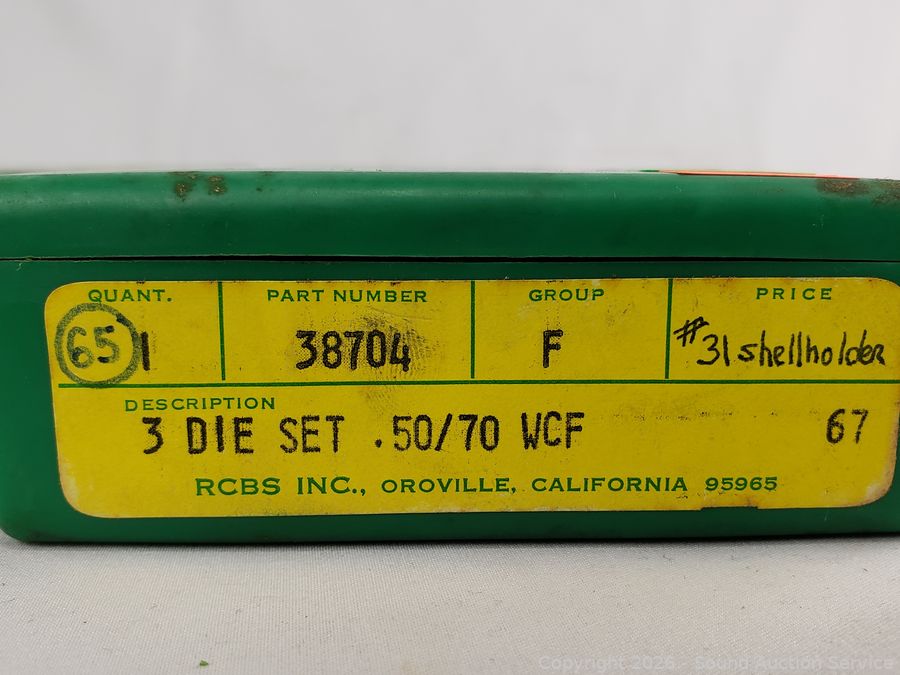 QUANT. PART NUMBER GROUP PRICE
65 1 38704 F #31 shellholder
DESCRIPTION
3 DIE SET .50/70 WCF 67
RCBS INC., OROVILLE, CALIFORNIA 95965
Copyright 2026 - Sound Auction Service